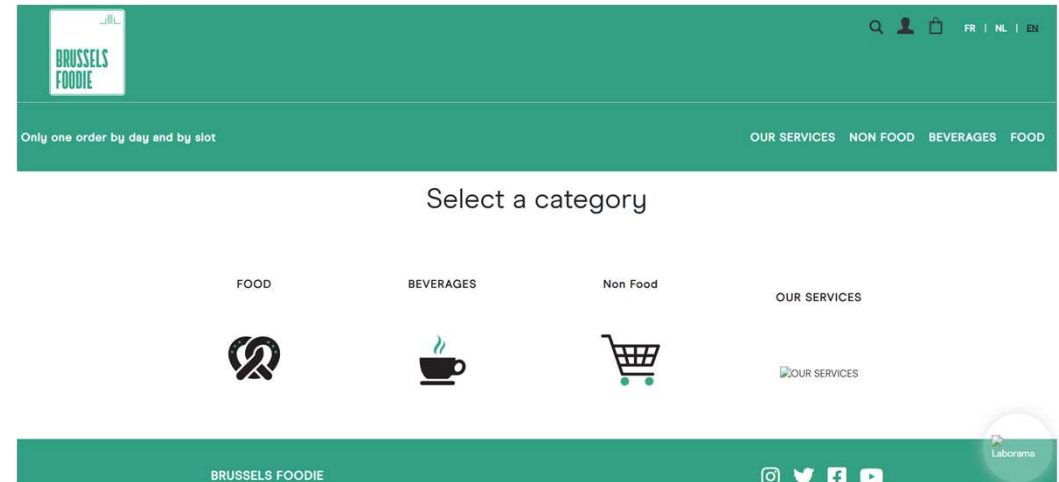 BRUSSELS
FOODIE
FR | NL | EN
Only one order by day and by slot
OUR SERVICES NON FOOD BEVERAGES FOOD
Select a category
FOOD
BEVERAGES
Non Food
OUR SERVICES
OUR SERVICES
Laborama
BRUSSELS FOODIE